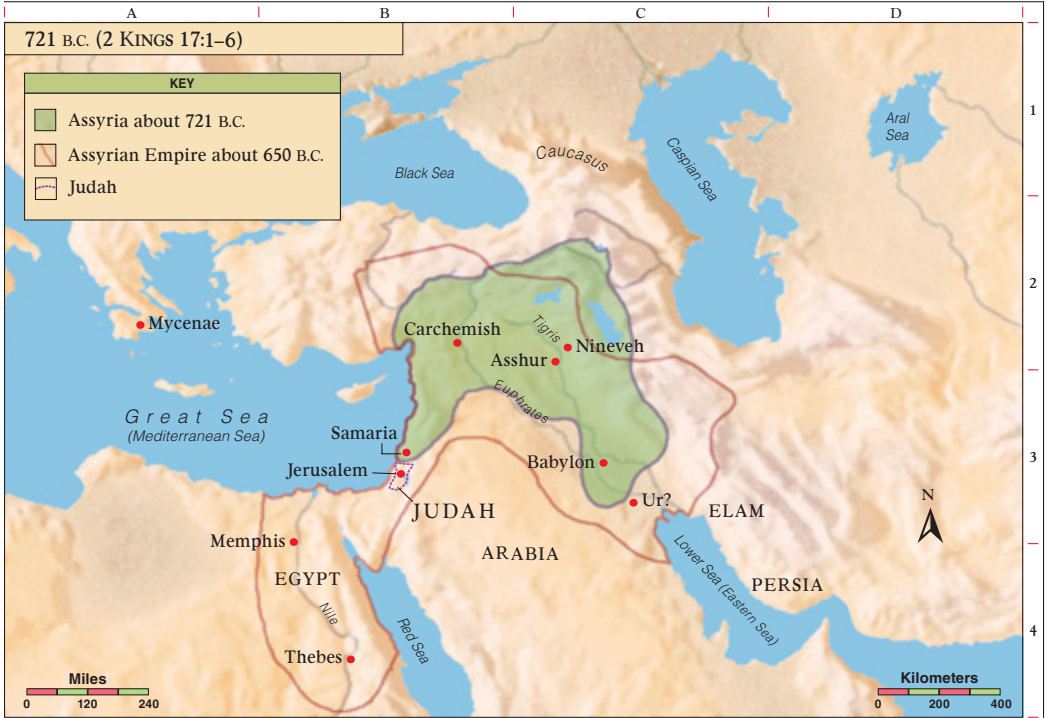 A B C D
721 B.C. (2 KINGS 17:1–6)
KEY
Assyria about 721 B.C.
Assyrian Empire about 650 B.C.
Judah
1
Aral
Sea
Caucasus
Caspian Sea
Black Sea
2
Mycenae
Carchemish
Tigris
Nineveh
Asshur
Euphrates
Great Sea
(Mediterranean Sea)
Samaria
Jerusalem
Babylon
3
JUDAH
Ur?
ELAM
N
Memphis
ARABIA
EGYPT
Lower Sea (Eastern Sea)
PERSIA
Nile
Red Sea
4
Thebes
Miles
0 120 240
Kilometers
0 200 400